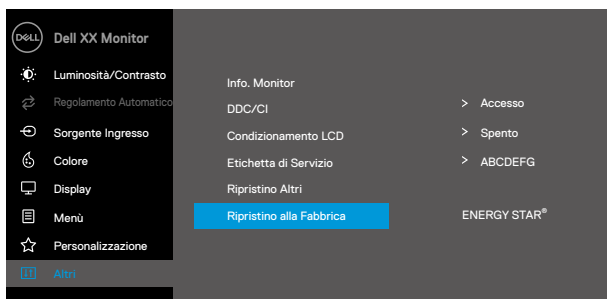 DELL Dell XX Monitor
Luminosità/Contrasto
Regolamento Automatico
Sorgente Ingresso
Colore
Display
Menù
Personalizzazione
Altri
Info. Monitor
DDC/CI > Accesso
Condizionamento LCD > Spento
Etichetta di Servizio > ABCDEFG
Ripristino Altri
Ripristino alla Fabbrica ENERGY STAR®